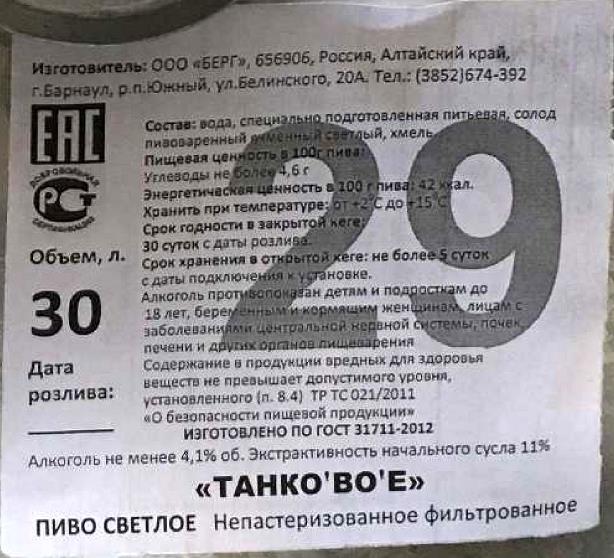 Изготовитель: ООО «БЕРГ», 656906, Россия, Алтайский край,
г.Барнаул, р.п.Южный, ул.Белинского, 20А. Тел.: (3852)674-392
ЕАС
ДОБРОВОЛЬНАЯ
РСТ
СЕРТИФИКАЦИЯ
Состав: вода, специально подготовленная питьевая, солод
пивоваренный ячменный светлый, хмель.
Пищевая ценность в 100г пива:
Углеводы не более 4,6 г
Энергетическая ценность в 100 г пива: 42 ккал.
Хранить при температуре: от +2°С до +15°С
Срок годности в закрытой кеге:
30 суток с даты розлива.
Срок хранения в открытой кеге: не более 5 суток
с даты подключения к установке.
Алкоголь противопоказан детям и подросткам до
18 лет, беременным и кормящим женщинам, лицам с
заболеваниями центральной нервной системы, почек,
печени и других органов пищеварения
Содержание в продукции вредных для здоровья
веществ не превышает допустимого уровня,
установленного (п. 8.4) ТР ТС 021/2011
«О безопасности пищевой продукции»
29
Объем, л.
30
Дата
розлива:
ИЗГОТОВЛЕНО ПО ГОСТ 31711-2012
Алкоголь не менее 4,1% об. Экстрактивность начального сусла 11%
«ТАНКО'ВО'Е»
ПИВО СВЕТЛОЕ Непастеризованное фильтрованное